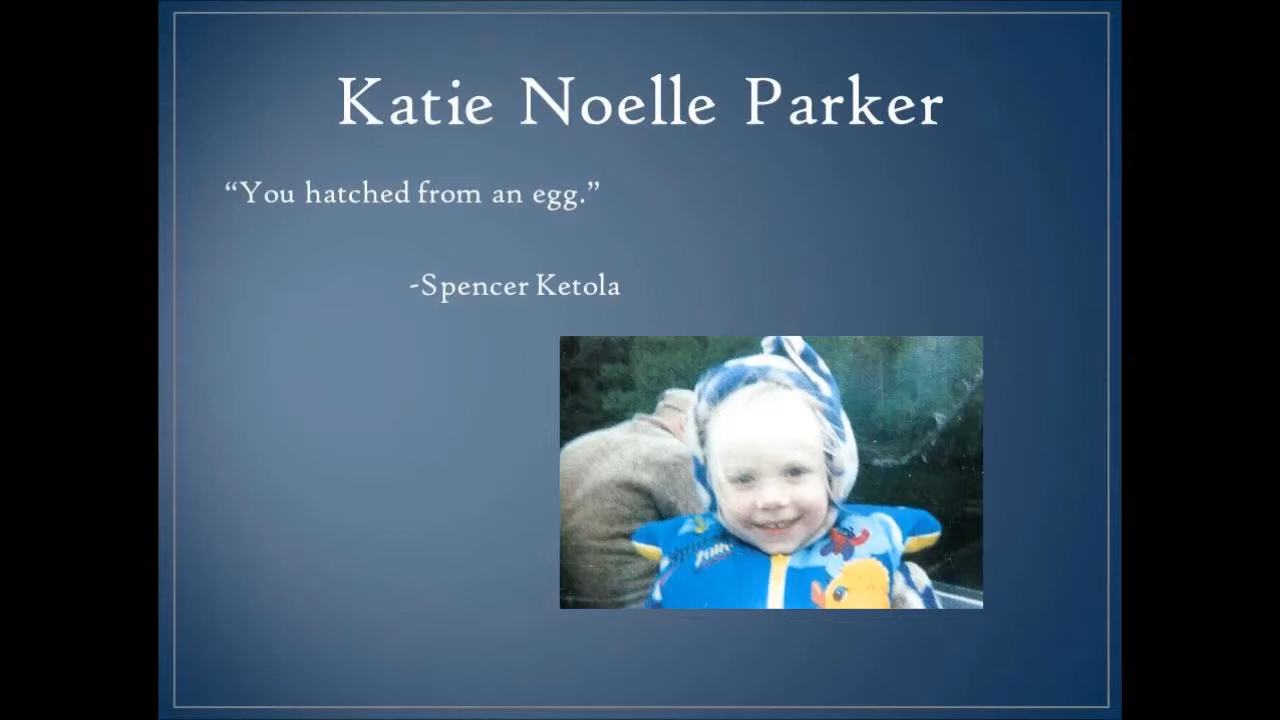 Katie Noelle Parker
“You hatched from an egg.”
-Spencer Ketola